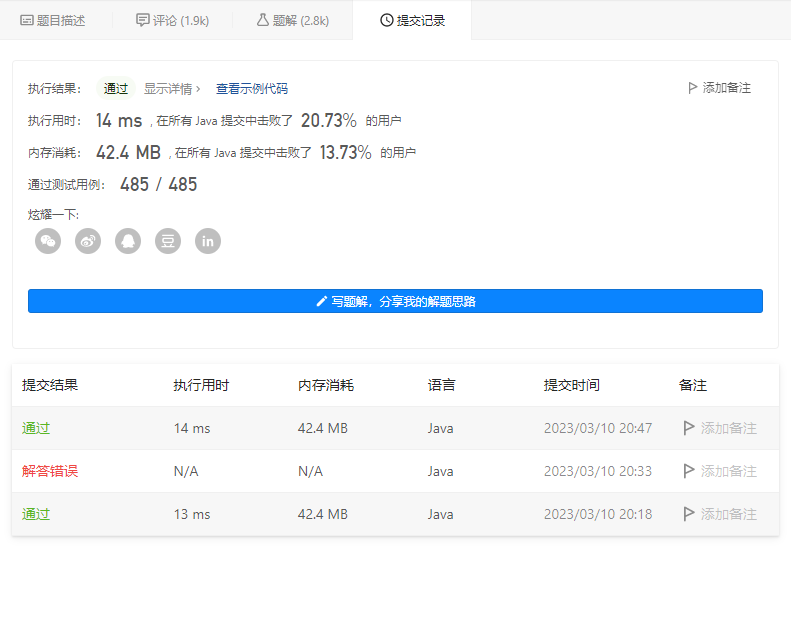 题目描述 评论 (1.9k) 题解 (2.8k) 提交记录
执行结果： 通过 显示详情 › 查看示例代码 添加备注
执行用时： 14 ms , 在所有 Java 提交中击败了 20.73% 的用户
内存消耗： 42.4 MB , 在所有 Java 提交中击败了 13.73% 的用户
通过测试用例： 485 / 485
炫耀一下:
豆 in
写题解，分享我的解题思路
提交结果 执行用时 内存消耗 语言 提交时间 备注
通过 14 ms 42.4 MB Java 2023/03/10 20:47 添加备注
解答错误 N/A N/A Java 2023/03/10 20:33 添加备注
通过 13 ms 42.4 MB Java 2023/03/10 20:18 添加备注